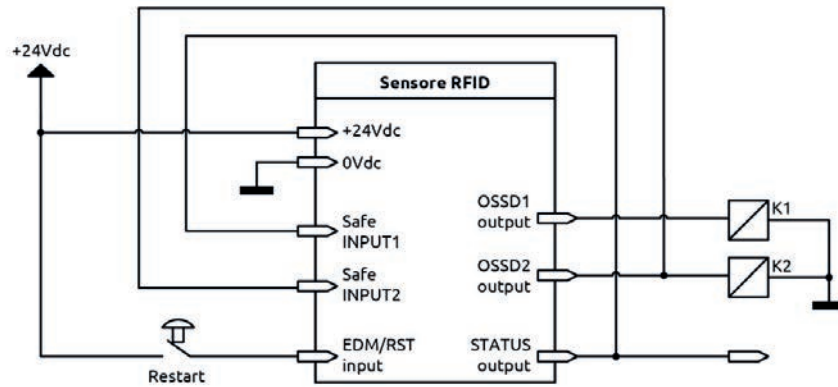 +24Vdc
Sensore RFID
+24Vdc
0Vdc
Safe
INPUT1
Safe
INPUT2
EDM/RST
input
OSSD1
output
OSSD2
output
STATUS
output
K1
K2
Restart